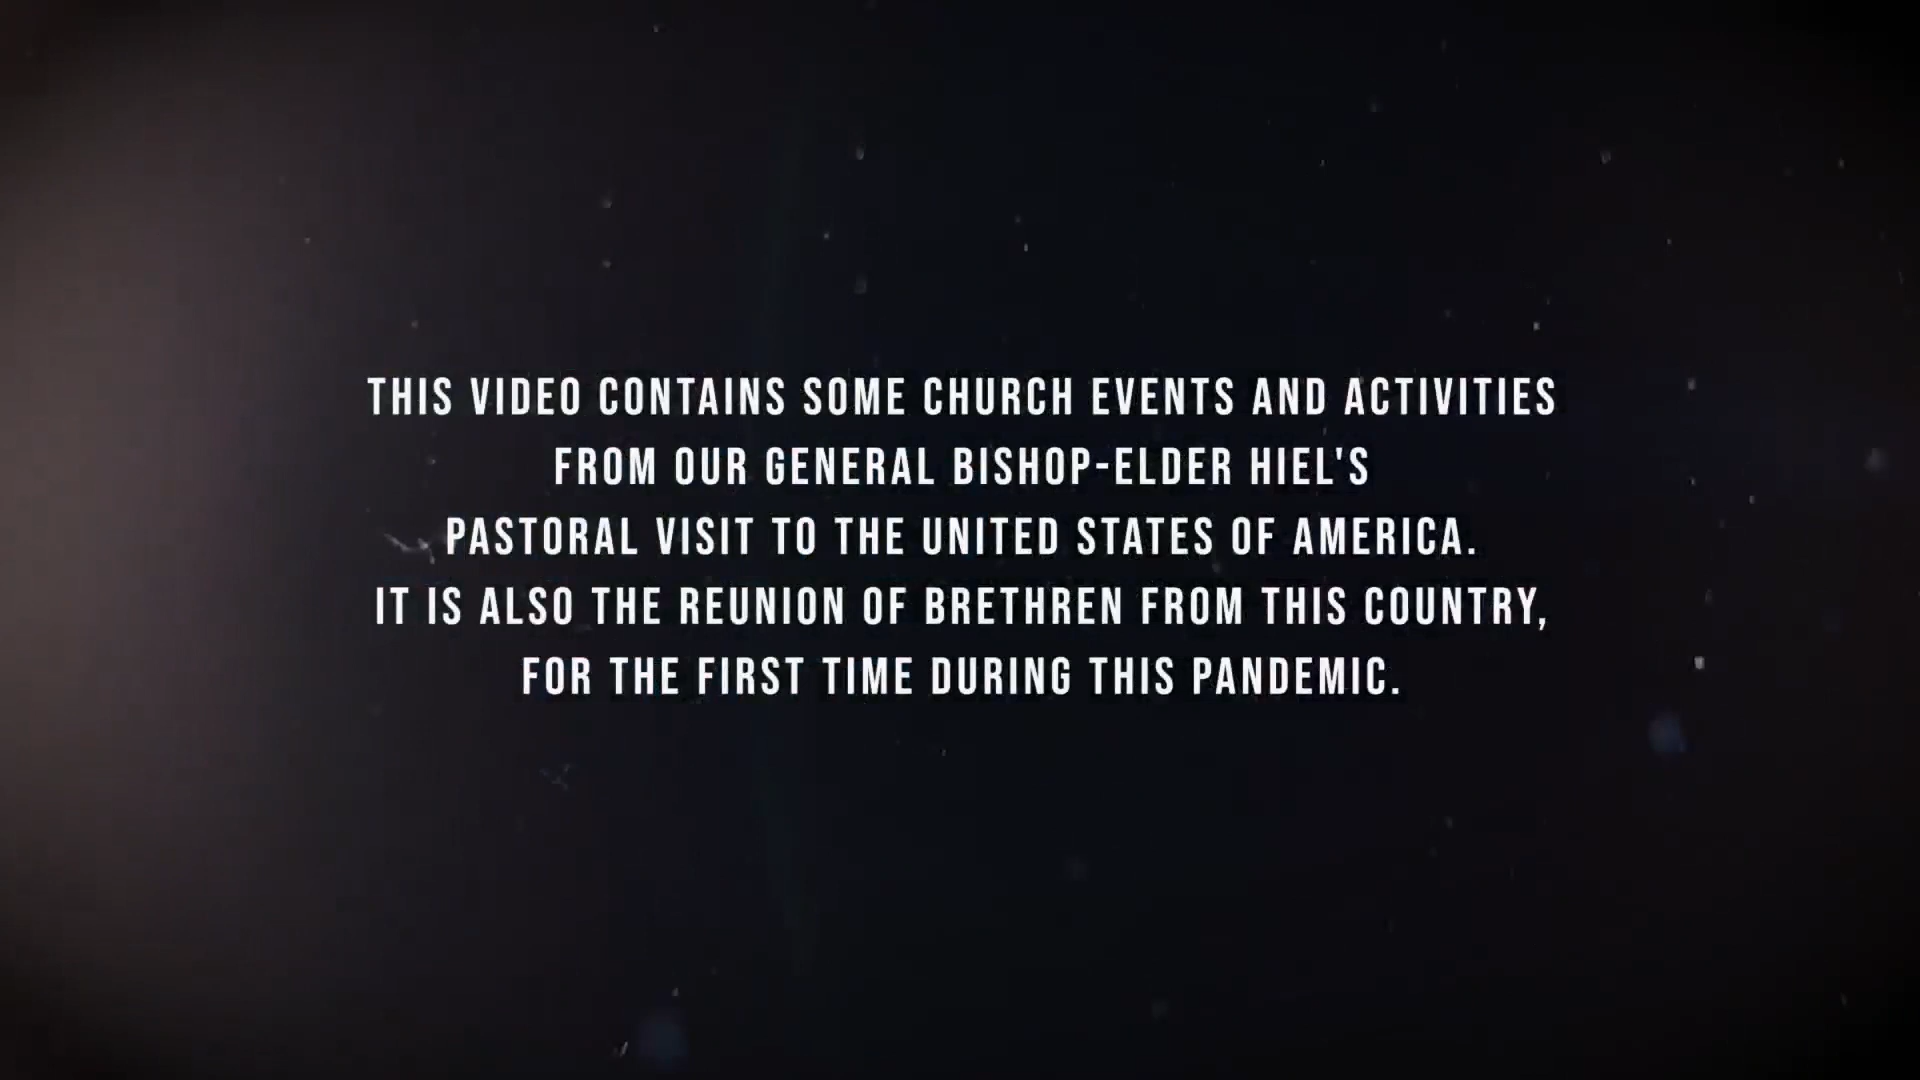 THIS VIDEO CONTAINS SOME CHURCH EVENTS AND ACTIVITIES
FROM OUR GENERAL BISHOP-ELDER HIEL'S
PASTORAL VISIT TO THE UNITED STATES OF AMERICA.
IT IS ALSO THE REUNION OF BRETHREN FROM THIS COUNTRY,
FOR THE FIRST TIME DURING THIS PANDEMIC.